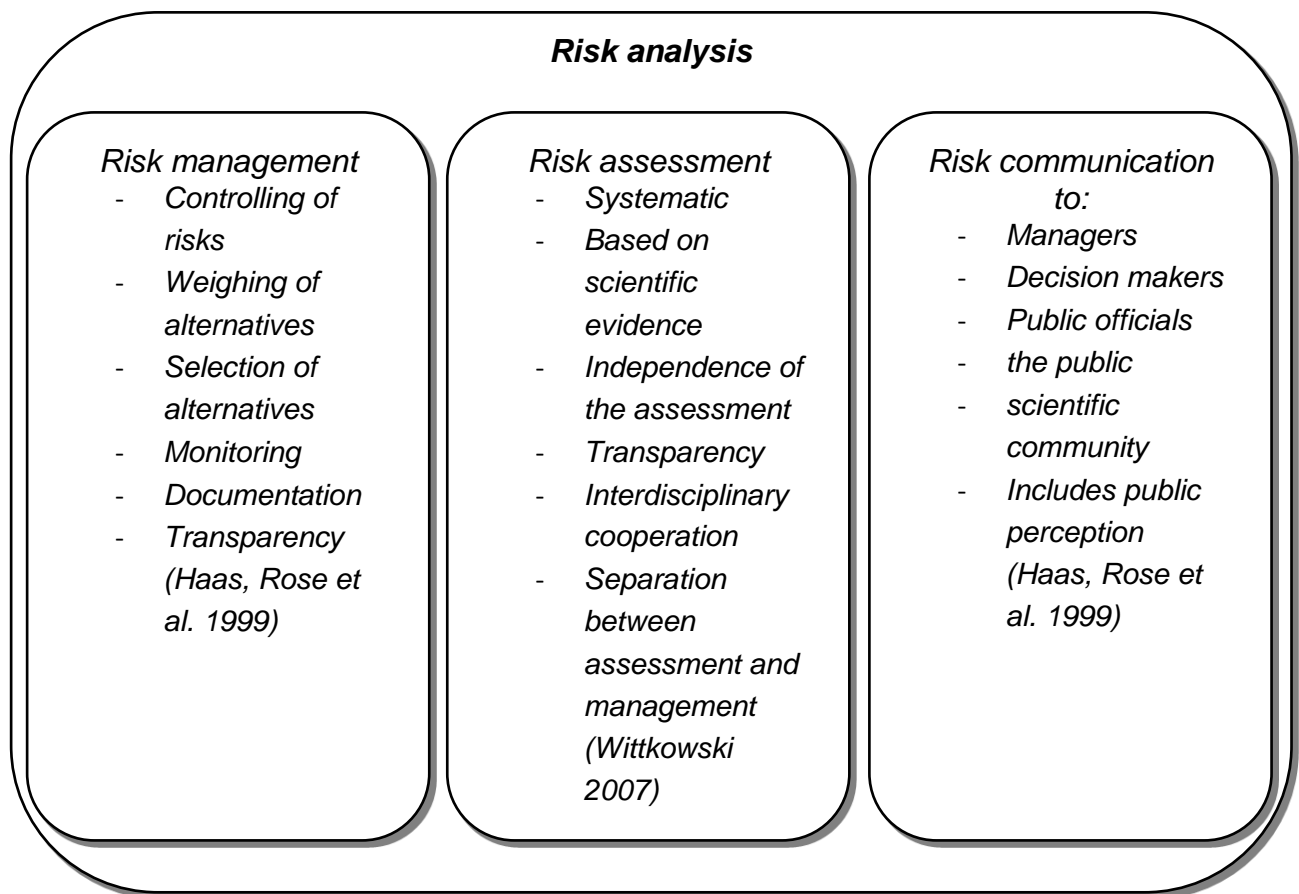 Risk analysis
Risk management
- Controlling of
risks
- Weighing of
alternatives
- Selection of
alternatives
- Monitoring
- Documentation
- Transparency
(Haas, Rose et
al. 1999)
Risk assessment
- Systematic
- Based on
scientific
evidence
- Independence of
the assessment
- Transparency
- Interdisciplinary
cooperation
- Separation
between
assessment and
management
(Wittkowski
2007)
Risk communication
to:
- Managers
- Decision makers
- Public officials
- the public
- scientific
community
- Includes public
perception
(Haas, Rose et
al. 1999)